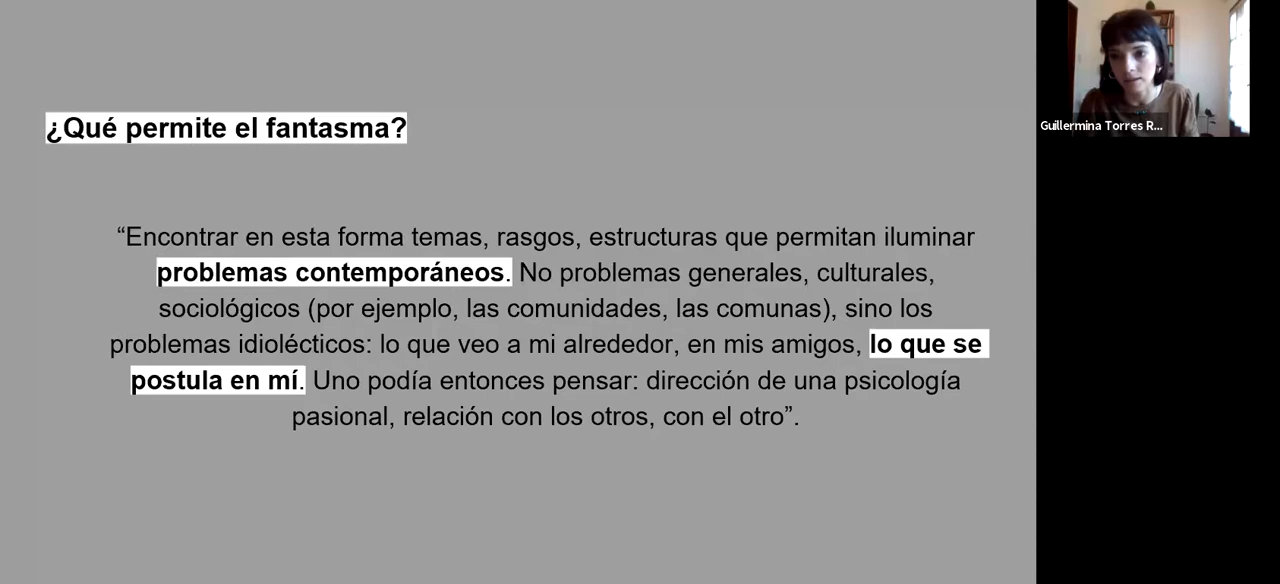 ¿Qué permite el fantasma?
“Encontrar en esta forma temas, rasgos, estructuras que permitan iluminar
problemas contemporáneos. No problemas generales, culturales,
sociológicos (por ejemplo, las comunidades, las comunas), sino los
problemas idiolécticos: lo que veo a mi alrededor, en mis amigos, lo que se
postula en mí. Uno podía entonces pensar: dirección de una psicología
pasional, relación con los otros, con el otro”.
Guillermina Torres R...